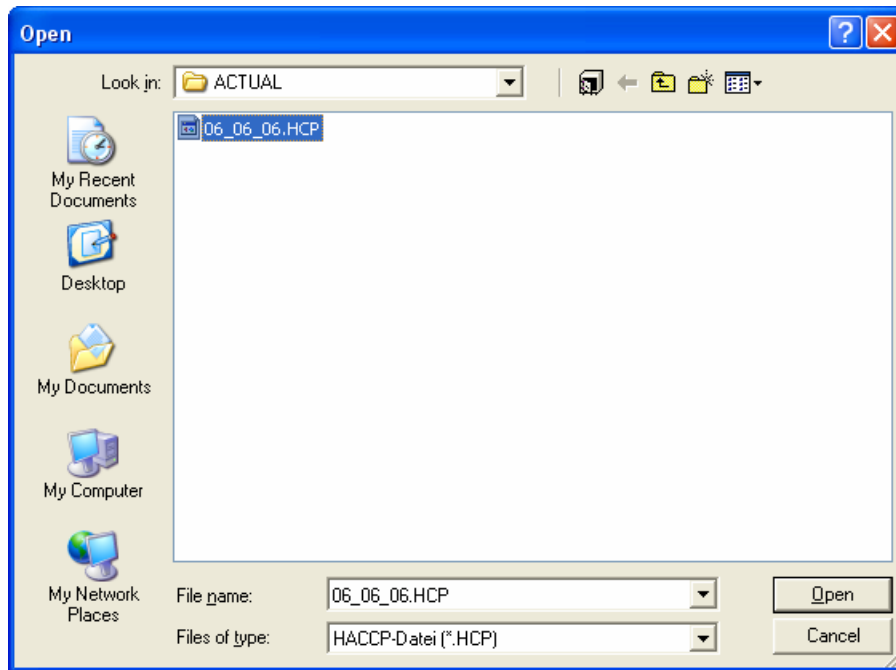 Open
Look in: ACTUAL
06_06_06.HCP
My Recent
Documents
Desktop
My Documents
My Computer
My Network
Places
File name: 06_06_06.HCP Open
Files of type: HACCP-Datei (*.HCP) Cancel